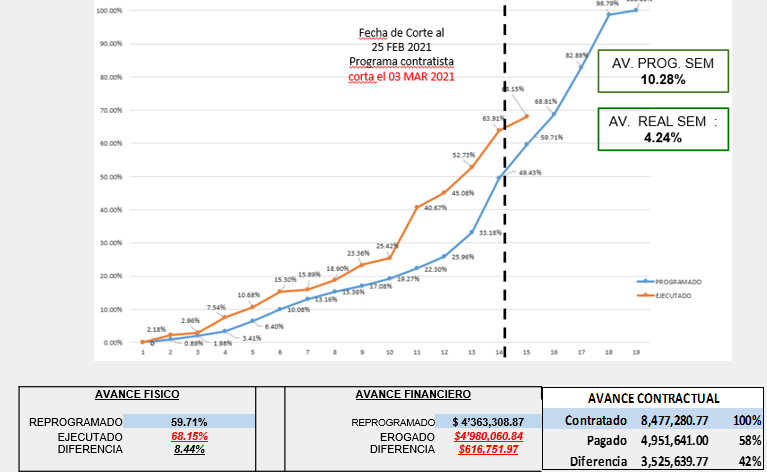 98.79%
100.00%
90.00%
80.00%
70.00%
60.00%
50.00%
40.00%
30.00%
20.00%
10.00%
0.00%
Fecha de Corte al
25 FEB 2021
Programa contratista
corta el 03 MAR 2021
AV. PROG. SEM
10.28%
AV. REAL SEM :
4.24%
82.89%
68.81%
63.91%
59.71%
52.73%
49.43%
45.08%
40.67%
33.18%
25.42%
25.96%
23.36%
22.30%
18.90%
19.27%
15.89%
17.08%
15.30%
15.36%
13.16%
10.68%
10.08%
7.54%
6.40%
2.96%
3.41%
2.18%
1.98%
0.89%
0
1 2 3 4 5 6 7 8 9 10 11 12 13 14 15 16 17 18 19
PROGRAMADO
EJECUTADO
AVANCE FISICO
REPROGRAMADO 59.71%
EJECUTADO 68.15%
DIFERENCIA 8.44%
AVANCE FINANCIERO
REPROGRAMADO $ 4'363,308.87
EROGADO $4'980,060.84
DIFERENCIA $616,751.97
AVANCE CONTRACTUAL
Contratado 8,477,280.77 100%
Pagado 4,951,641.00 58%
Diferencia 3,525,639.77 42%